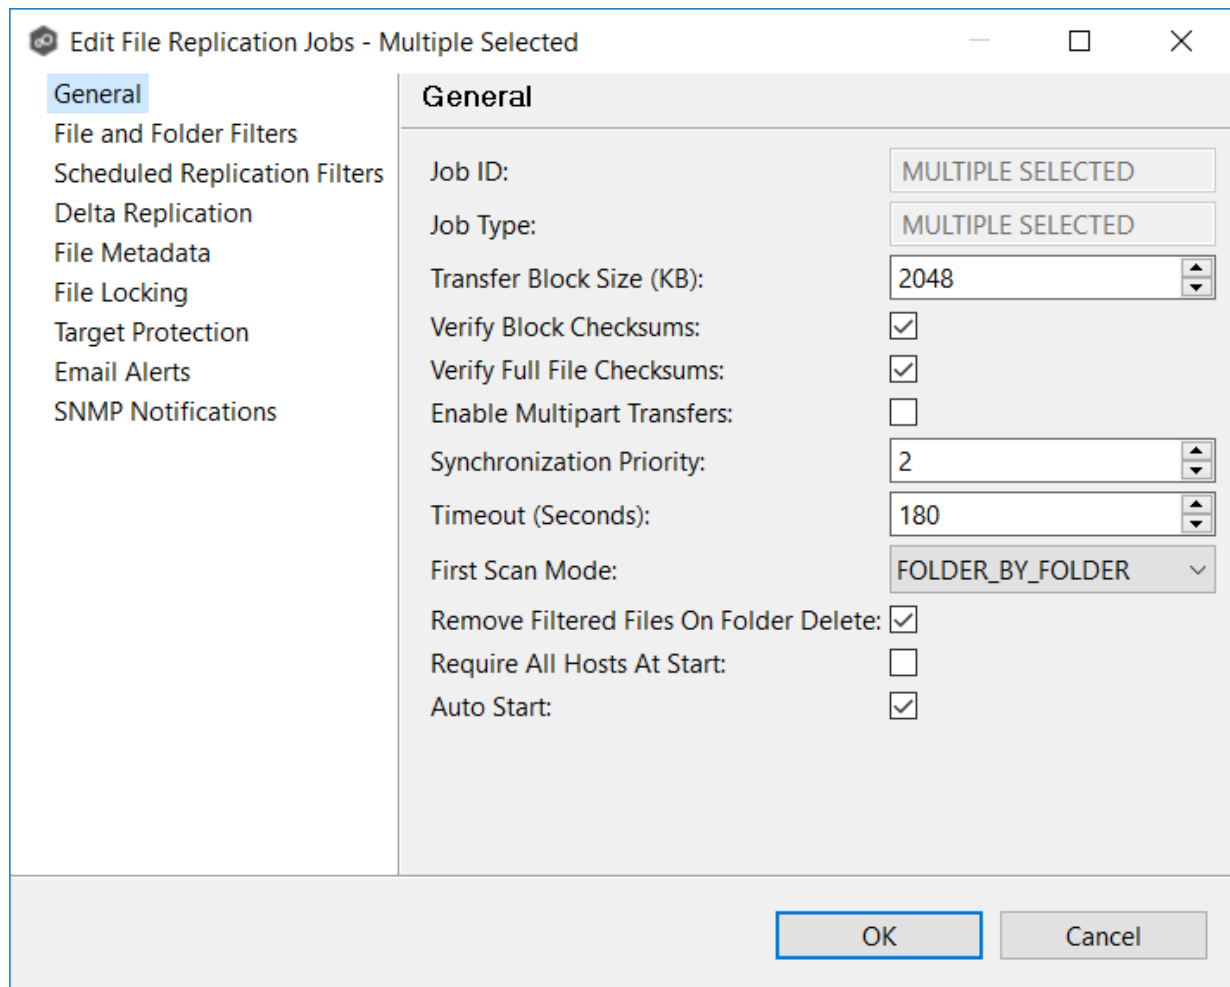 Edit File Replication Jobs - Multiple Selected
General
File and Folder Filters
Scheduled Replication Filters
Delta Replication
File Metadata
File Locking
Target Protection
Email Alerts
SNMP Notifications
General
Job ID: MULTIPLE SELECTED
Job Type: MULTIPLE SELECTED
Transfer Block Size (KB): 2048
Verify Block Checksums:
Verify Full File Checksums:
Enable Multipart Transfers:
Synchronization Priority: 2
Timeout (Seconds): 180
First Scan Mode: FOLDER_BY_FOLDER
Remove Filtered Files On Folder Delete:
Require All Hosts At Start:
Auto Start:
OK Cancel